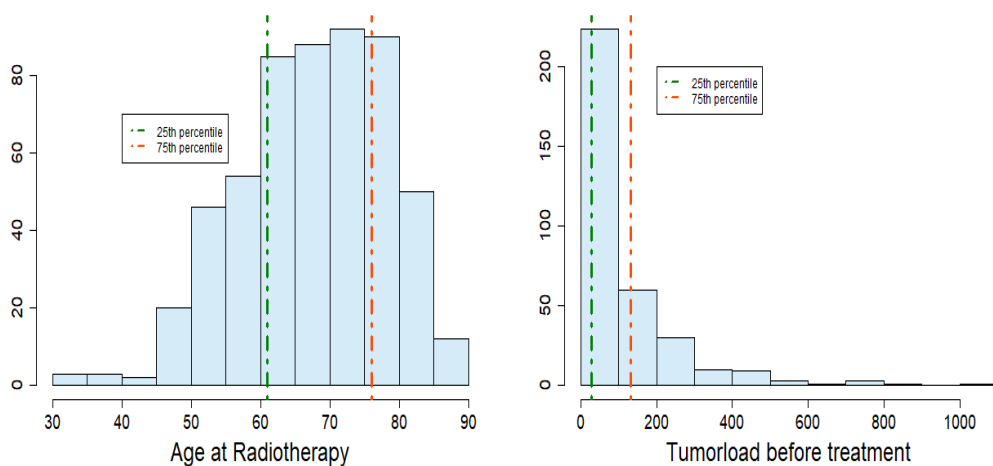 80
60
40
20
0
25th percentile
75th percentile
30 40 50 60 70 80 90
Age at Radiotherapy
200
150
100
50
0
25th percentile
75th percentile
0 200 400 600 800 1000
Tumorload before treatment